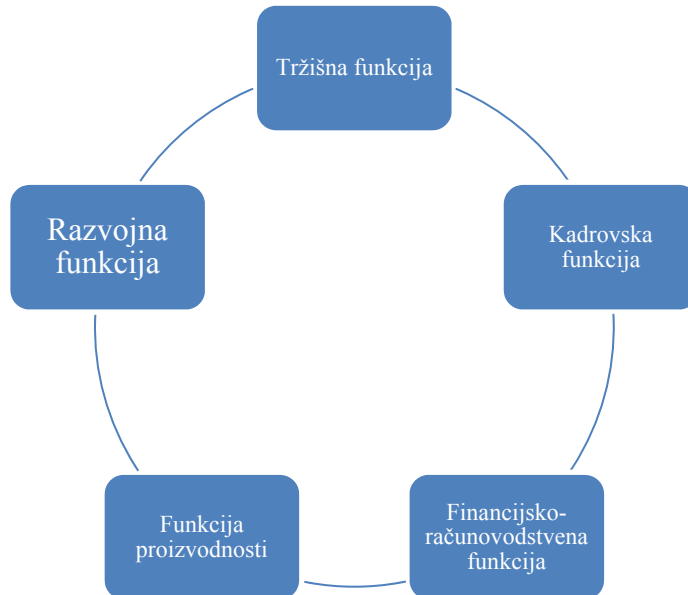 Tržišna funkcija
Razvojna
funkcija
Kadrovska
funkcija
Funkcija
proizvodnosti
Financijsko-
računovodstvena
funkcija